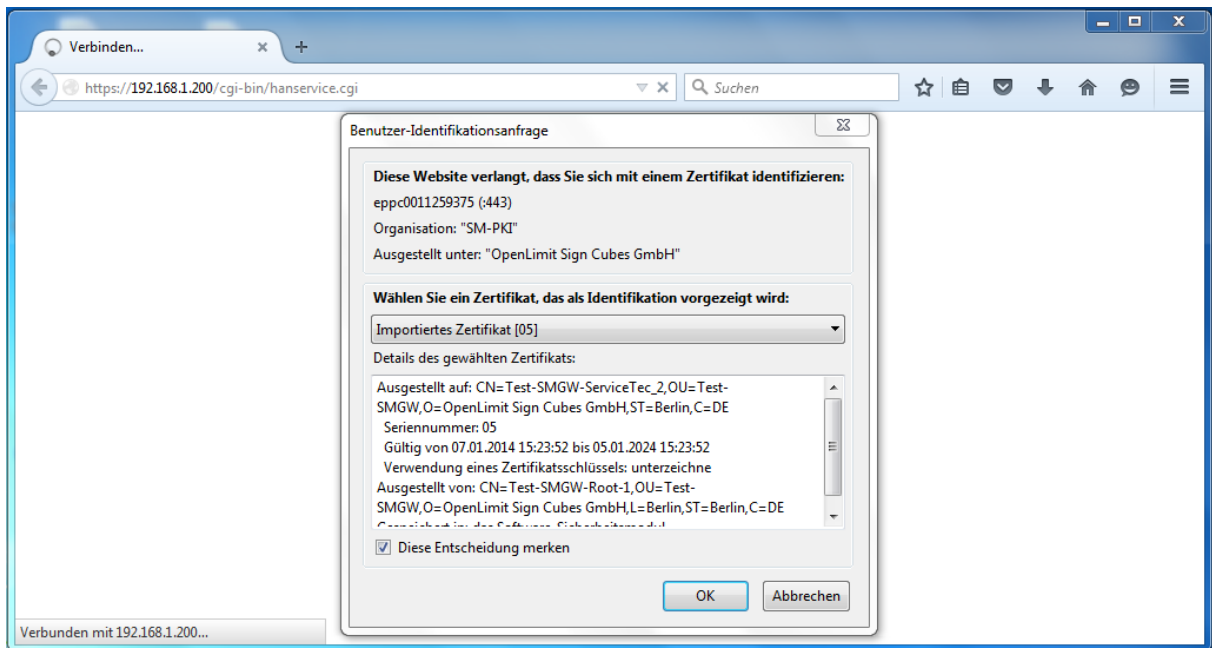 Verbinden...
https://192.168.1.200/cgi-bin/hanservice.cgi
Suchen
Benutzer-Identifikationsanfrage
Diese Website verlangt, dass Sie sich mit einem Zertifikat identifizieren:
eppc0011259375 (:443)
Organisation: "SM-PKI"
Ausgestellt unter: "OpenLimit Sign Cubes GmbH"
Wählen Sie ein Zertifikat, das als Identifikation vorgezeigt wird:
Importiertes Zertifikat [05]
Details des gewählten Zertifikats:
Ausgestellt auf: CN=Test-SMGW-ServiceTec_2,OU=Test-
SMGW,O=OpenLimit Sign Cubes GmbH,ST=Berlin,C=DE
Seriennummer: 05
Gültig von 07.01.2014 15:23:52 bis 05.01.2024 15:23:52
Verwendung eines Zertifikatsschlüssels: unterzeichne
Ausgestellt von: CN=Test-SMGW-Root-1,OU=Test-
SMGW,O=OpenLimit Sign Cubes GmbH,L=Berlin,ST=Berlin,C=DE
Diese Entscheidung merken
OK
Abbrechen
Verbunden mit 192.168.1.200...